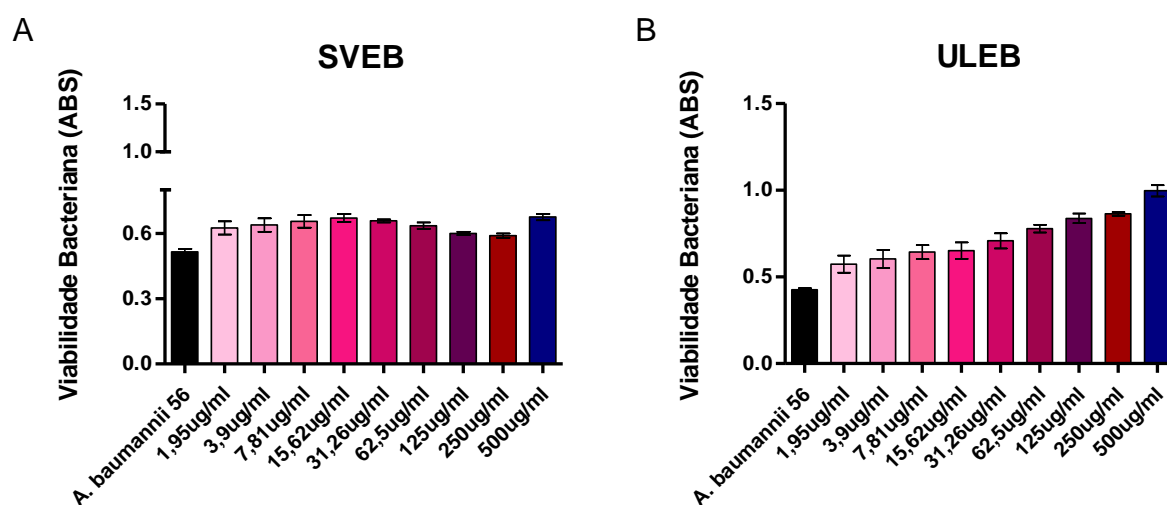 A
SVEB
Viabilidade Bacteriana (ABS)
1.5
1.0
0.6
0.3
0.0
A. baumannii 56
1,95ug/ml
3,9ug/ml
7,81ug/ml
15,62ug/ml
31,26ug/ml
62,5ug/ml
125ug/ml
250ug/ml
500ug/ml
B
ULEB
Viabilidade Bacteriana (ABS)
1.5
1.0
0.5
0.0
A. baumannii 56
1,95ug/ml
3,9ug/ml
7,81ug/ml
15,62ug/ml
31,26ug/ml
62,5ug/ml
125ug/ml
250ug/ml
500ug/ml